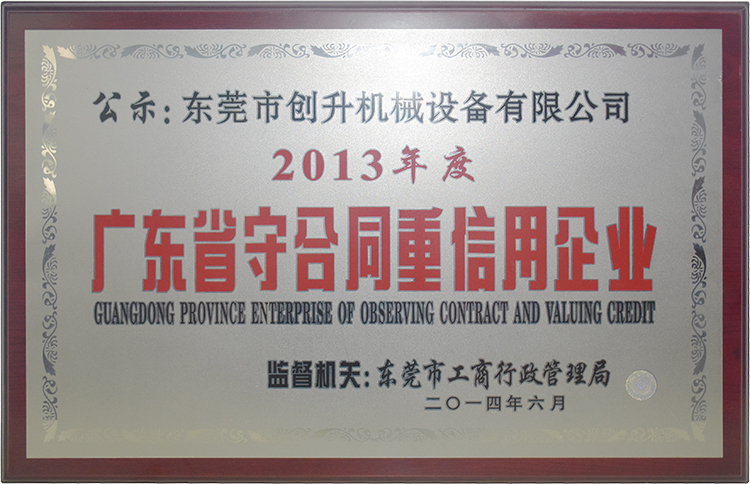 公示：东莞市创升机械设备有限公司
2013年度
广东省守合同重信用企业
GUANGDONG PROVINCE ENTERPRISE OF OBSERVING CONTRACT AND VALUING CREDIT
监督机关：东莞市工商行政管理局
二〇一四年六月